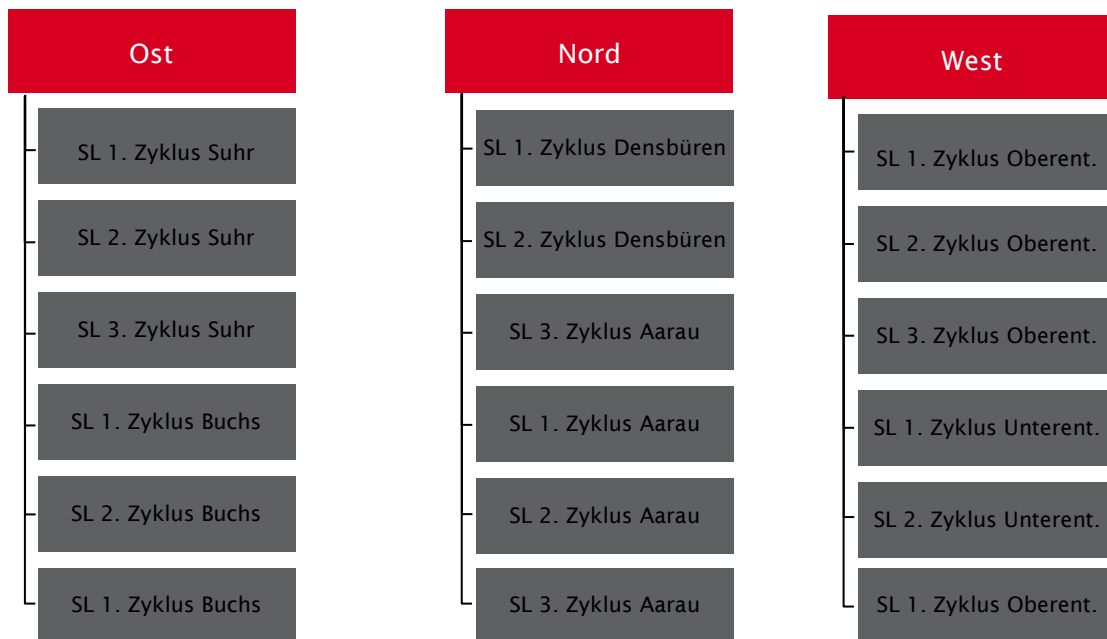 Ost
SL 1. Zyklus Suhr
SL 2. Zyklus Suhr
SL 3. Zyklus Suhr
SL 1. Zyklus Buchs
SL 2. Zyklus Buchs
SL 1. Zyklus Buchs
Nord
SL 1. Zyklus Densbüren
SL 2. Zyklus Densbüren
SL 3. Zyklus Aarau
SL 1. Zyklus Aarau
SL 2. Zyklus Aarau
SL 3. Zyklus Aarau
West
SL 1. Zyklus Oberent.
SL 2. Zyklus Oberent.
SL 3. Zyklus Oberent.
SL 1. Zyklus Unterent.
SL 2. Zyklus Unterent.
SL 1. Zyklus Oberent.